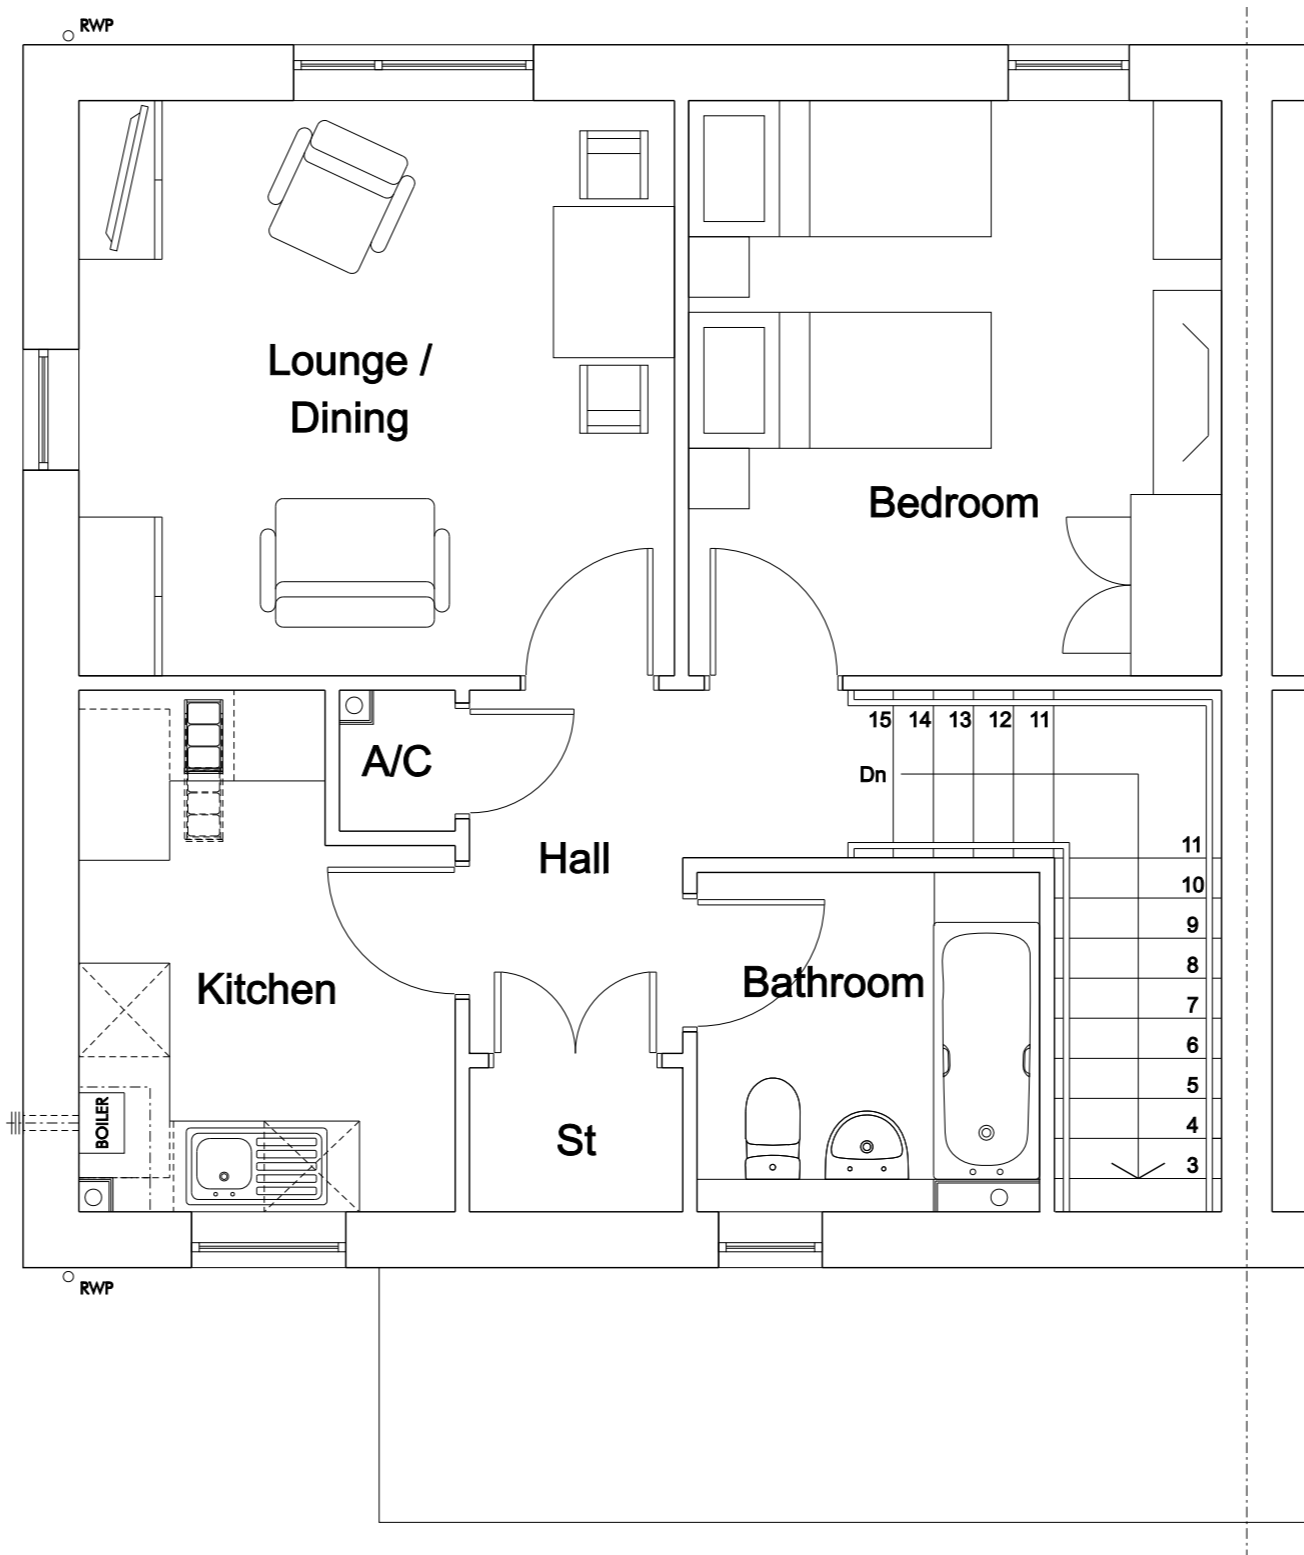 RWP
Lounge /
Dining
Bedroom
15 14 13 12 11
A/C
Dn
Hall
11
10
9
8
7
6
5
4
3
Kitchen
Bathroom
BOILER
St
RWP